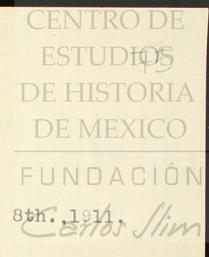 CENTRO DE
ESTUDIOS
DE HISTORIA
DE MEXICO
FUNDACIÓN
8th.,1911.
Carlos Slim